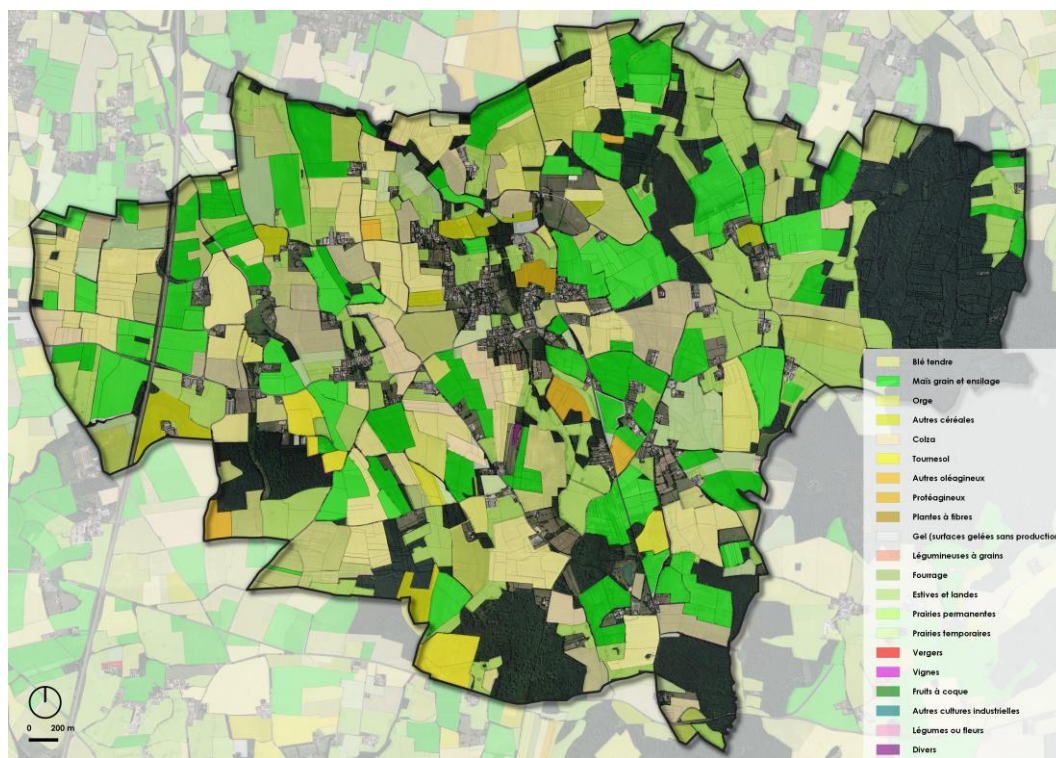 Blé tendre
Maïs grain et ensilage
Orge
Autres céréales
Colza
Tournesol
Autres oléagineux
Protéagineux
Plantes à fibres
Gel (surfaces gelées sans production
Légumineuses à grains
Fourrage
Estives et landes
Prairies permanentes
Prairies temporaires
Vergers
Vignes
Fruits à coque
Autres cultures industrielles
Légumes ou fleurs
Divers
0 200 m